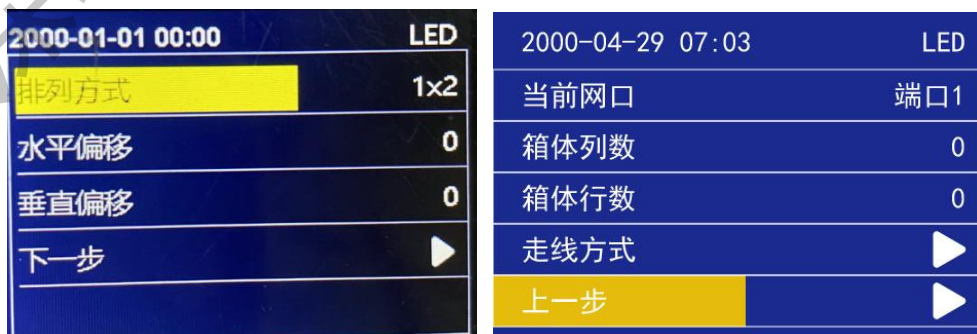 2000-01-01 00:00 LED
排列方式 1x2
水平偏移 0
垂直偏移 0
下一步
2000-04-29 07:03 LED
当前网口 端口1
箱体列数 0
箱体行数 0
走线方式
上一步